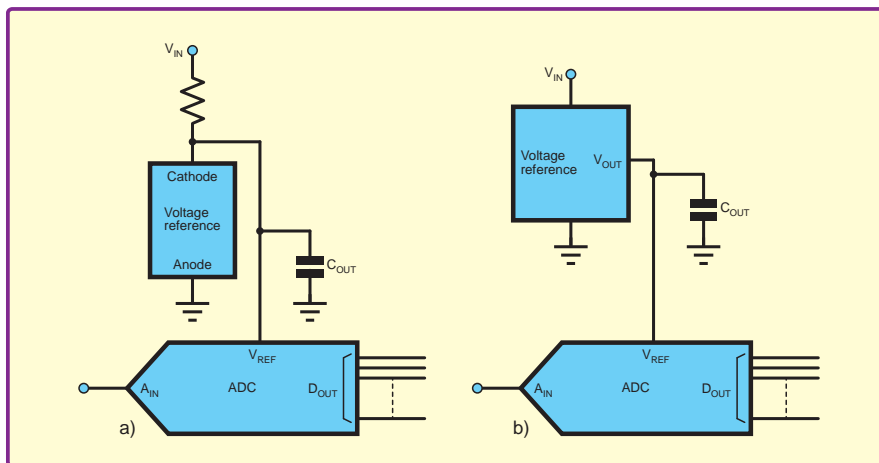 VIN
Cathode
Voltage
reference
Anode
COUT
VREF
AIN
ADC
DOUT
a)
VIN
Voltage
reference
VOUT
COUT
VREF
AIN
ADC
DOUT
b)